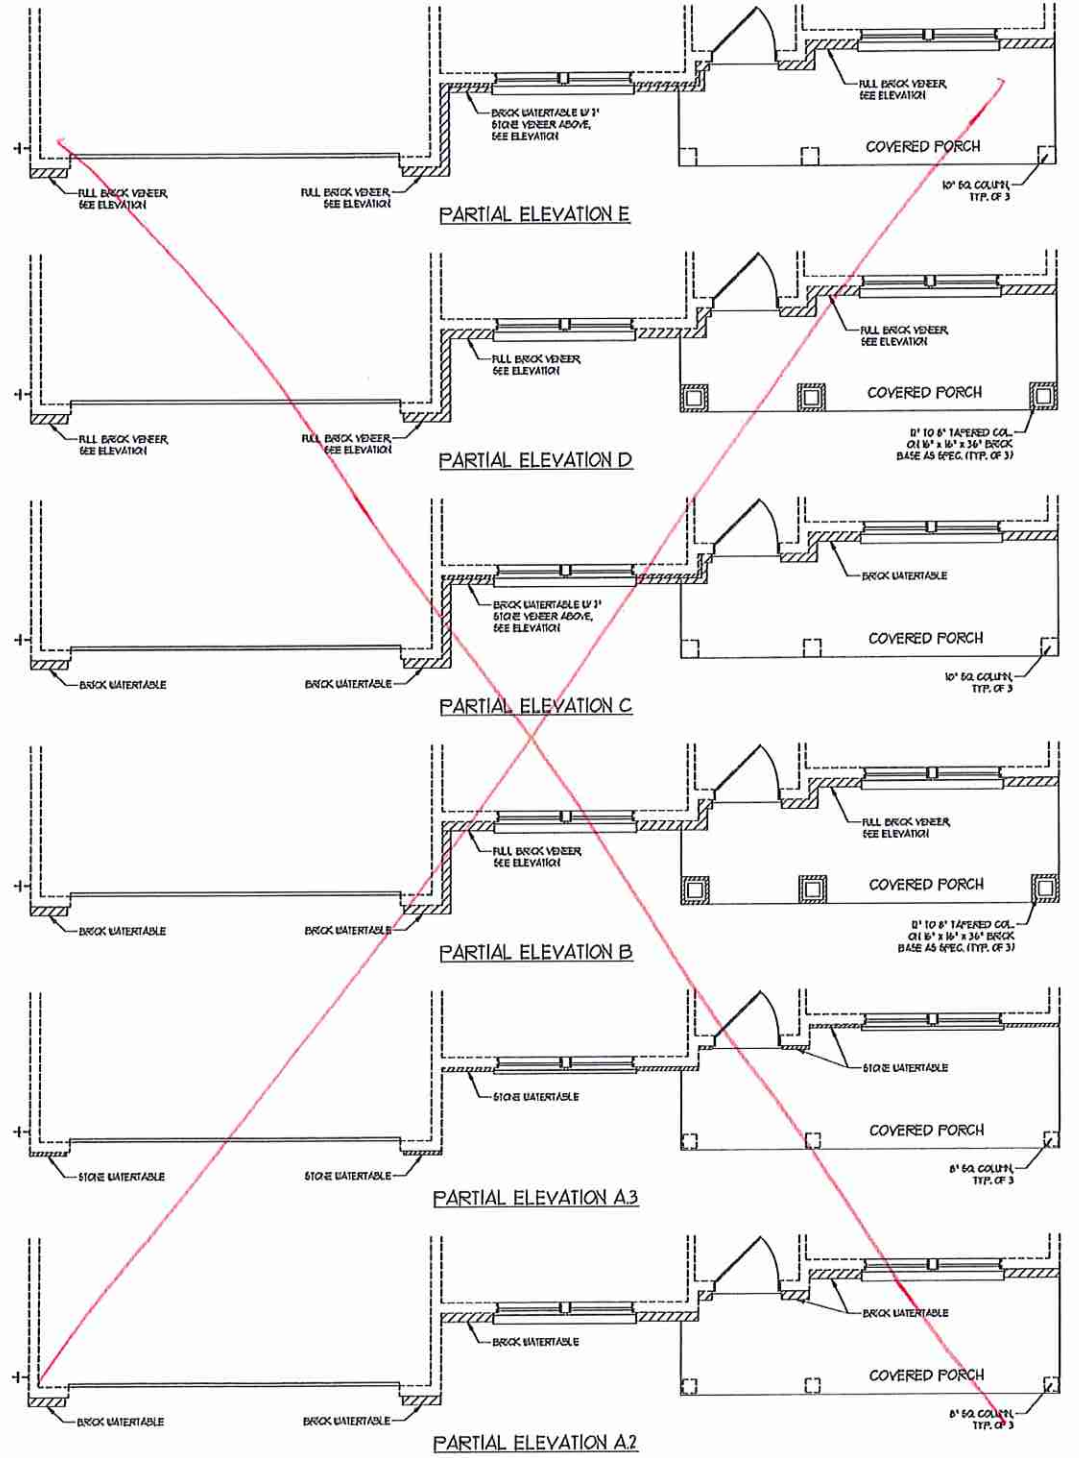 BRICK WATERTABLE W/ 3"
STONE VENEER ABOVE,
SEE ELEVATION
FULL BRICK VENEER,
SEE ELEVATION
COVERED PORCH
FULL BRICK VENEER,
SEE ELEVATION
FULL BRICK VENEER,
SEE ELEVATION
10" SQ. COLUMN,
TYP. OF 3
PARTIAL ELEVATION E
FULL BRICK VENEER,
SEE ELEVATION
FULL BRICK VENEER,
SEE ELEVATION
COVERED PORCH
FULL BRICK VENEER,
SEE ELEVATION
FULL BRICK VENEER,
SEE ELEVATION
12" TO 8" TAPERED COL.
ON 16" x 16" x 36" BRICK
BASE AS SPEC. (TYP. OF 3)
PARTIAL ELEVATION D
BRICK WATERTABLE W/ 3"
STONE VENEER ABOVE,
SEE ELEVATION
BRICK WATERTABLE
COVERED PORCH
BRICK WATERTABLE
BRICK WATERTABLE
10" SQ. COLUMN,
TYP. OF 3
PARTIAL ELEVATION C
FULL BRICK VENEER,
SEE ELEVATION
FULL BRICK VENEER,
SEE ELEVATION
COVERED PORCH
BRICK WATERTABLE
BRICK WATERTABLE
12" TO 8" TAPERED COL.
ON 16" x 16" x 36" BRICK
BASE AS SPEC. (TYP. OF 3)
PARTIAL ELEVATION B
STONE WATERTABLE
STONE WATERTABLE
COVERED PORCH
STONE WATERTABLE
STONE WATERTABLE
8" SQ. COLUMN,
TYP. OF 3
PARTIAL ELEVATION A.3
BRICK WATERTABLE
BRICK WATERTABLE
COVERED PORCH
BRICK WATERTABLE
BRICK WATERTABLE
8" SQ. COLUMN,
TYP. OF 3
PARTIAL ELEVATION A.2